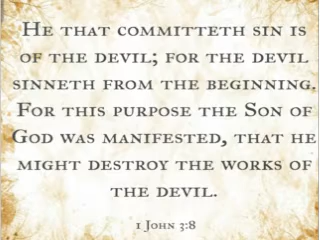 He that committeth sin is
of the devil; for the devil
sinneth from the beginning.
For this purpose the Son of
God was manifested, that he
might destroy the works of
the devil.
1 John 3:8